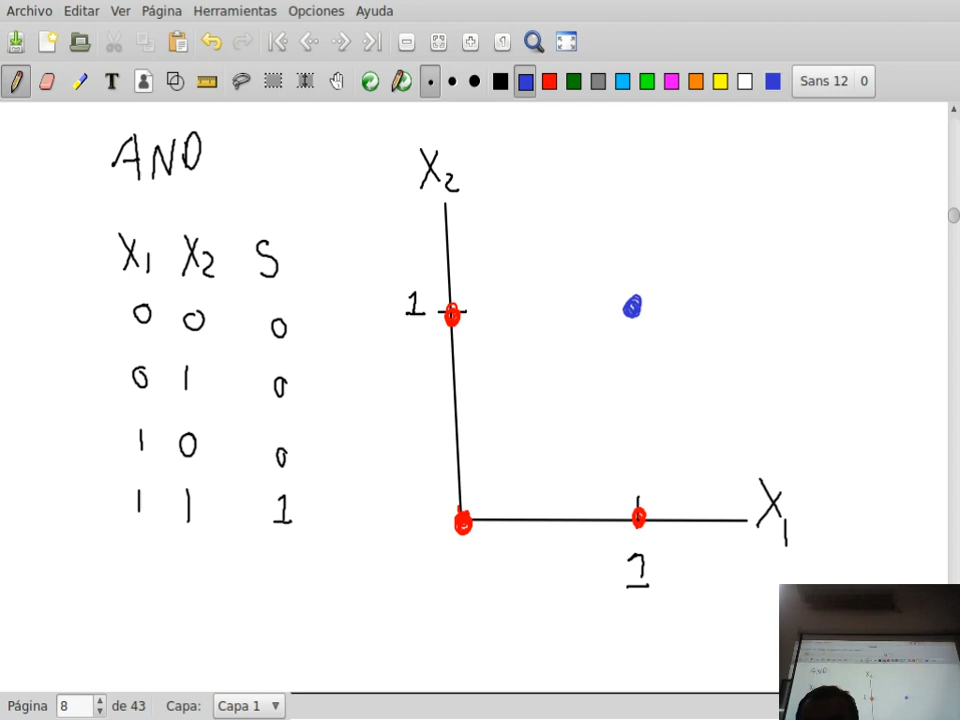 Archivo Editar Ver Página Herramientas Opciones Ayuda
T Sans 12 0
AND
X1 X2 S
0 0 0
0 1 0
1 0 0
1 1 1
X2
1
X1
1
Página 8 de 43 Capa: Capa 1